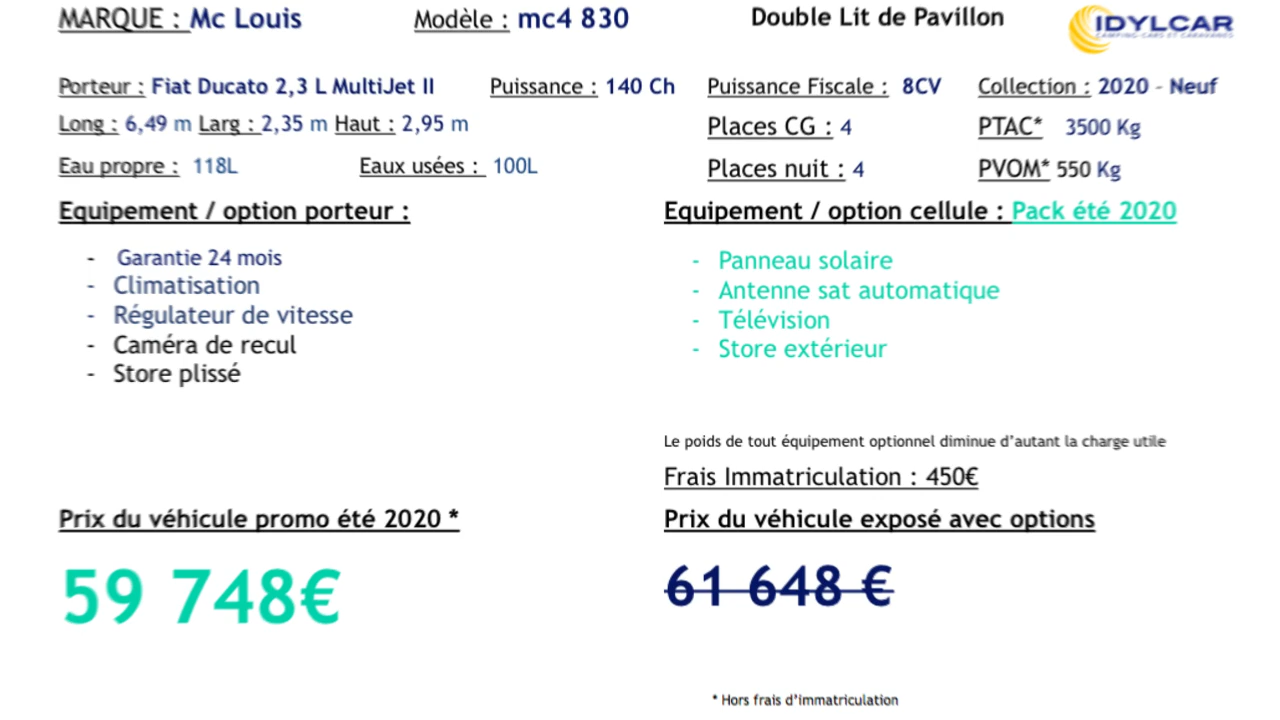 MARQUE : Mc Louis Modèle : mc4 830 Double Lit de Pavillon IDYLCAR
CAMPING-CARS ET CARAVANES
Porteur : Fiat Ducato 2,3 L MultiJet II Puissance : 140 Ch Puissance Fiscale : 8CV Collection : 2020 - Neuf
Long : 6,49 m Larg : 2,35 m Haut : 2,95 m Places CG : 4 PTAC* 3500 Kg
Eau propre : 118L Eaux usées : 100L Places nuit : 4 PVOM* 550 Kg
Equipement / option porteur :
- Garantie 24 mois
- Climatisation
- Régulateur de vitesse
- Caméra de recul
- Store plissé
Equipement / option cellule : Pack été 2020
- Panneau solaire
- Antenne sat automatique
- Télévision
- Store extérieur
Le poids de tout équipement optionnel diminue d'autant la charge utile
Frais Immatriculation : 450€
Prix du véhicule promo été 2020 *
59 748€
Prix du véhicule exposé avec options
61 648 €
* Hors frais d'immatriculation